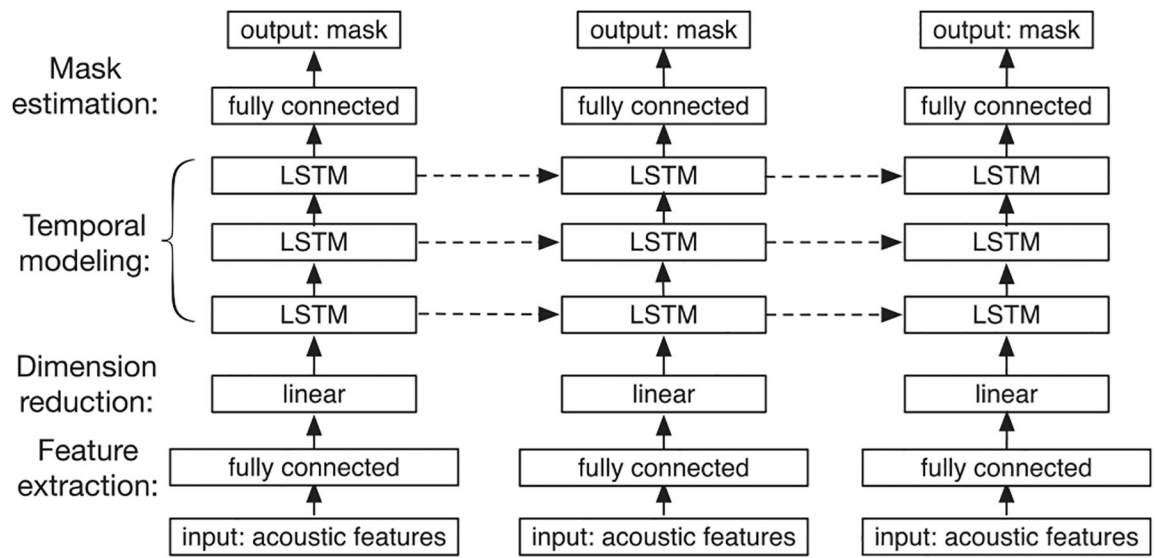 output: mask output: mask output: mask
Mask
estimation:
fully connected fully connected fully connected
LSTM LSTM LSTM
Temporal
modeling:
LSTM LSTM LSTM
LSTM LSTM LSTM
Dimension
reduction:
linear linear linear
Feature
extraction:
fully connected fully connected fully connected
input: acoustic features input: acoustic features input: acoustic features